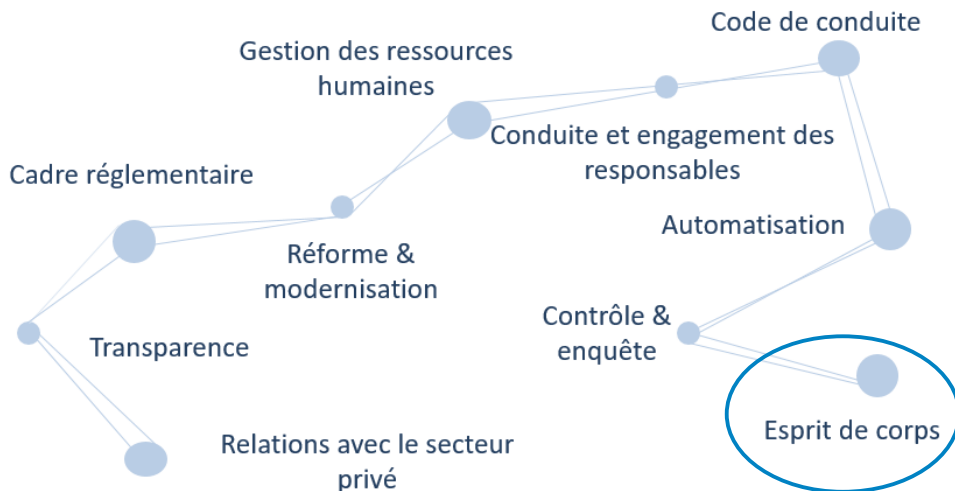 Code de conduite
Gestion des ressources
humaines
Conduite et engagement des
responsables
Cadre réglementaire
Automatisation
Réforme &
modernisation
Contrôle &
enquête
Transparence
Esprit de corps
Relations avec le secteur
privé